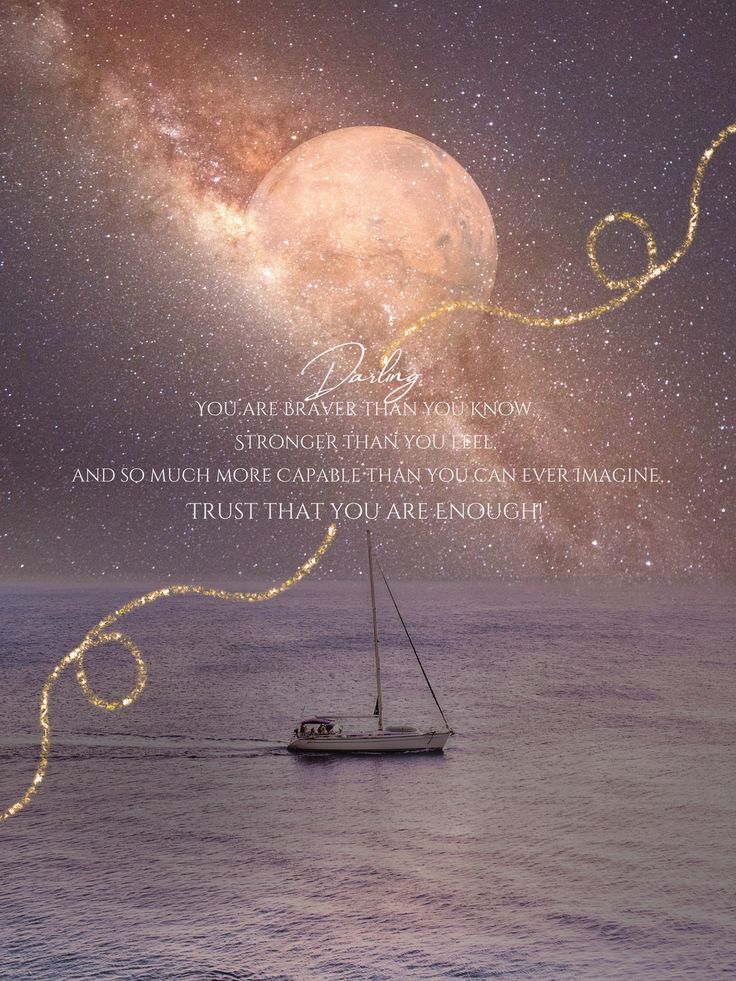 Darling,
YOU ARE BRAVER THAN YOU KNOW,
STRONGER THAN YOU FEEL,
AND SO MUCH MORE CAPABLE THAN YOU CAN EVER IMAGINE..
TRUST THAT YOU ARE ENOUGH!